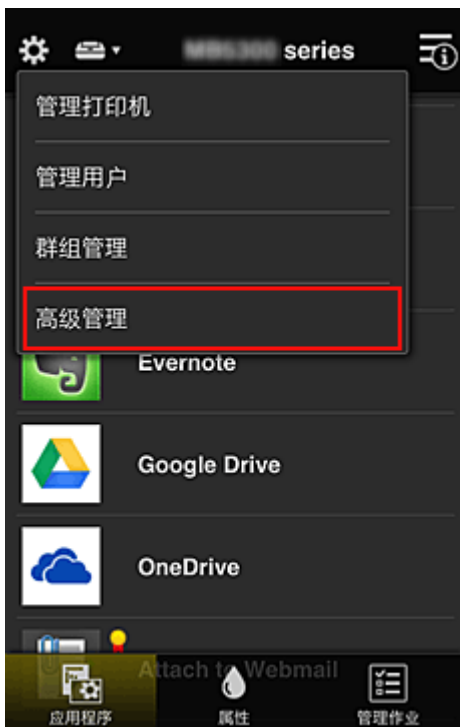 series
管理打印机
管理用户
群组管理
高级管理
Evernote
Google Drive
OneDrive
Attach to Webmail
应用程序
属性
管理作业